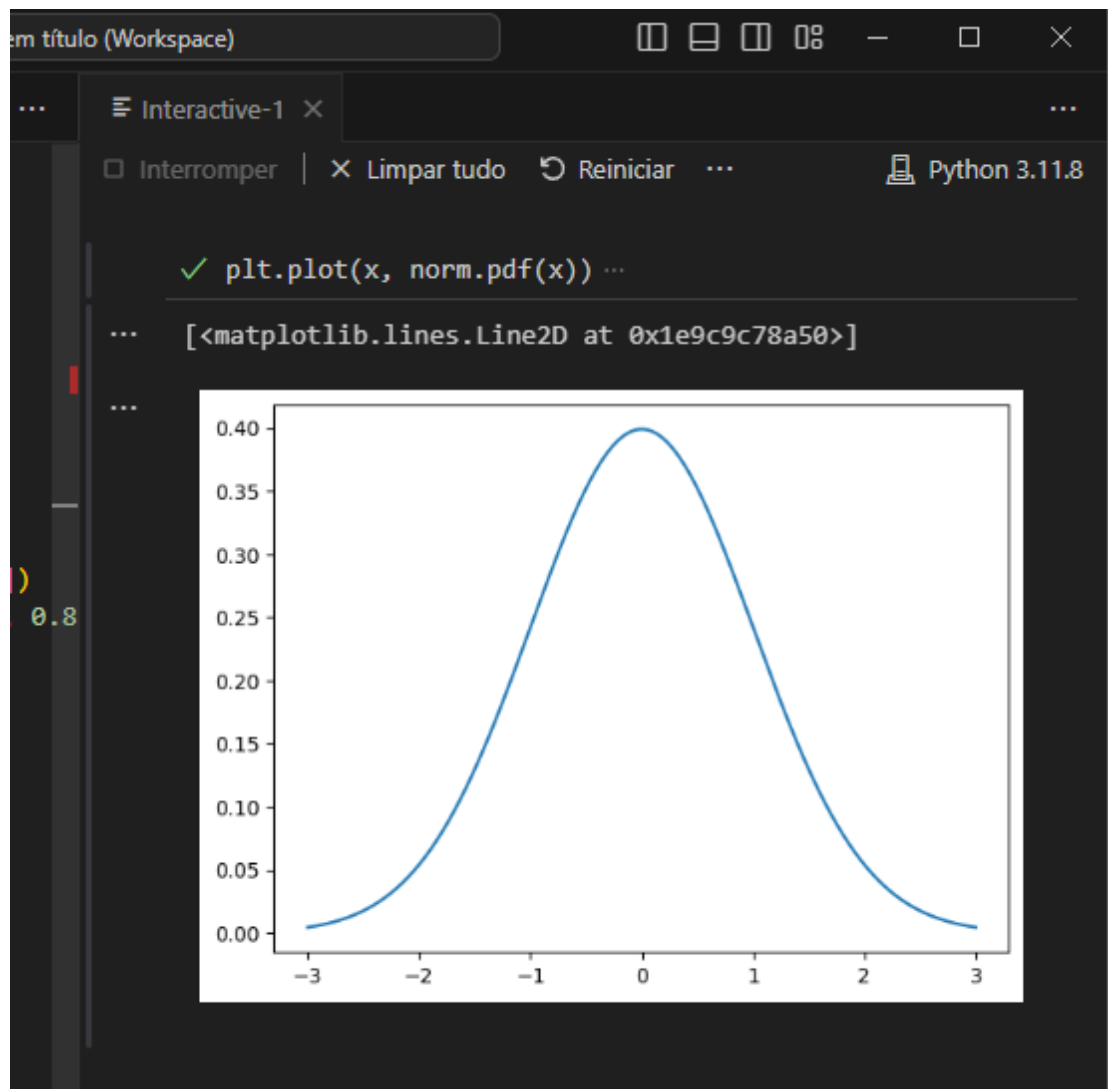 em título (Workspace)
Interactive-1
Interromper Limpar tudo Reiniciar ... Python 3.11.8
plt.plot(x, norm.pdf(x)) ...
[<matplotlib.lines.Line2D at 0x1e9c9c78a50>]
)
0.8
0.40
0.35
0.30
0.25
0.20
0.15
0.10
0.05
0.00
−3 −2 −1 0 1 2 3